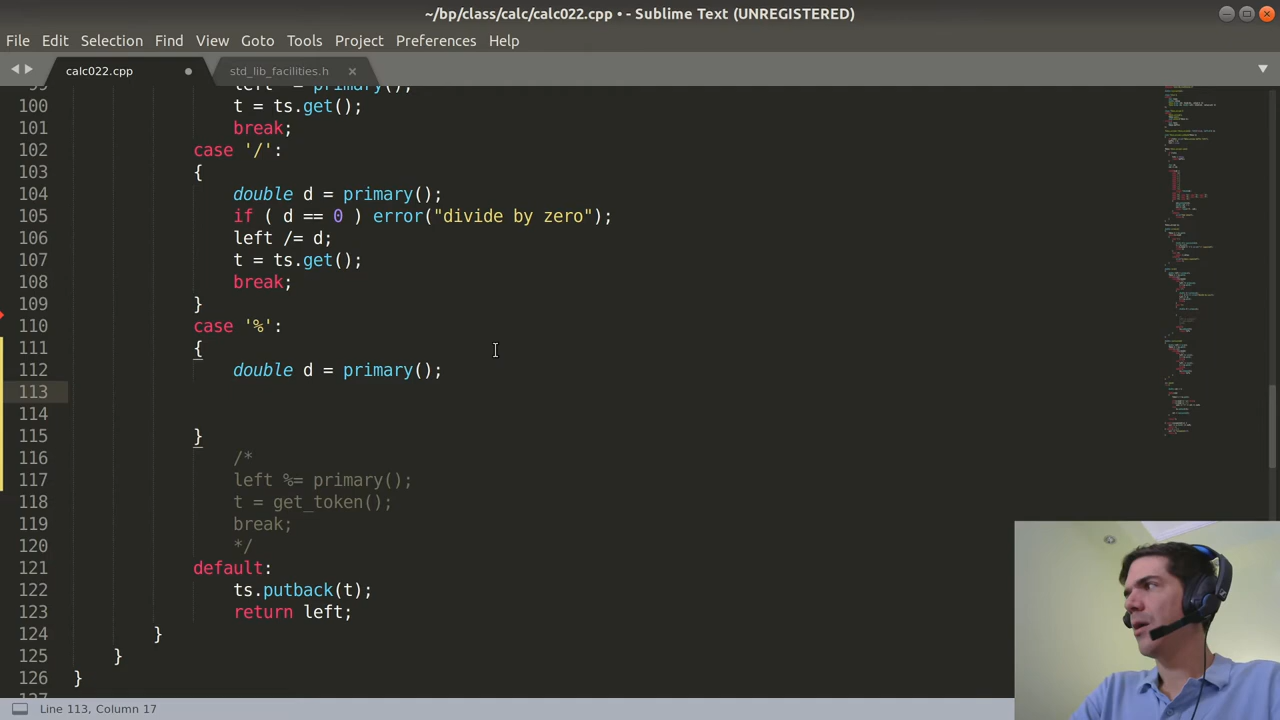 ~/bp/class/calc/calc022.cpp • - Sublime Text (UNREGISTERED)
File Edit Selection Find View Goto Tools Project Preferences Help
calc022.cpp std_lib_facilities.h
100 t = ts.get();
101 break;
102 case '/':
103 {
104 double d = primary();
105 if ( d == 0 ) error("divide by zero");
106 left /= d;
107 t = ts.get();
108 break;
109 }
110 case '%':
111 {
112 double d = primary();
113
114
115 }
116 /*
117 left %= primary();
118 t = get_token();
119 break;
120 */
121 default:
122 ts.putback(t);
123 return left;
124 }
125 }
126 }
Line 113, Column 17